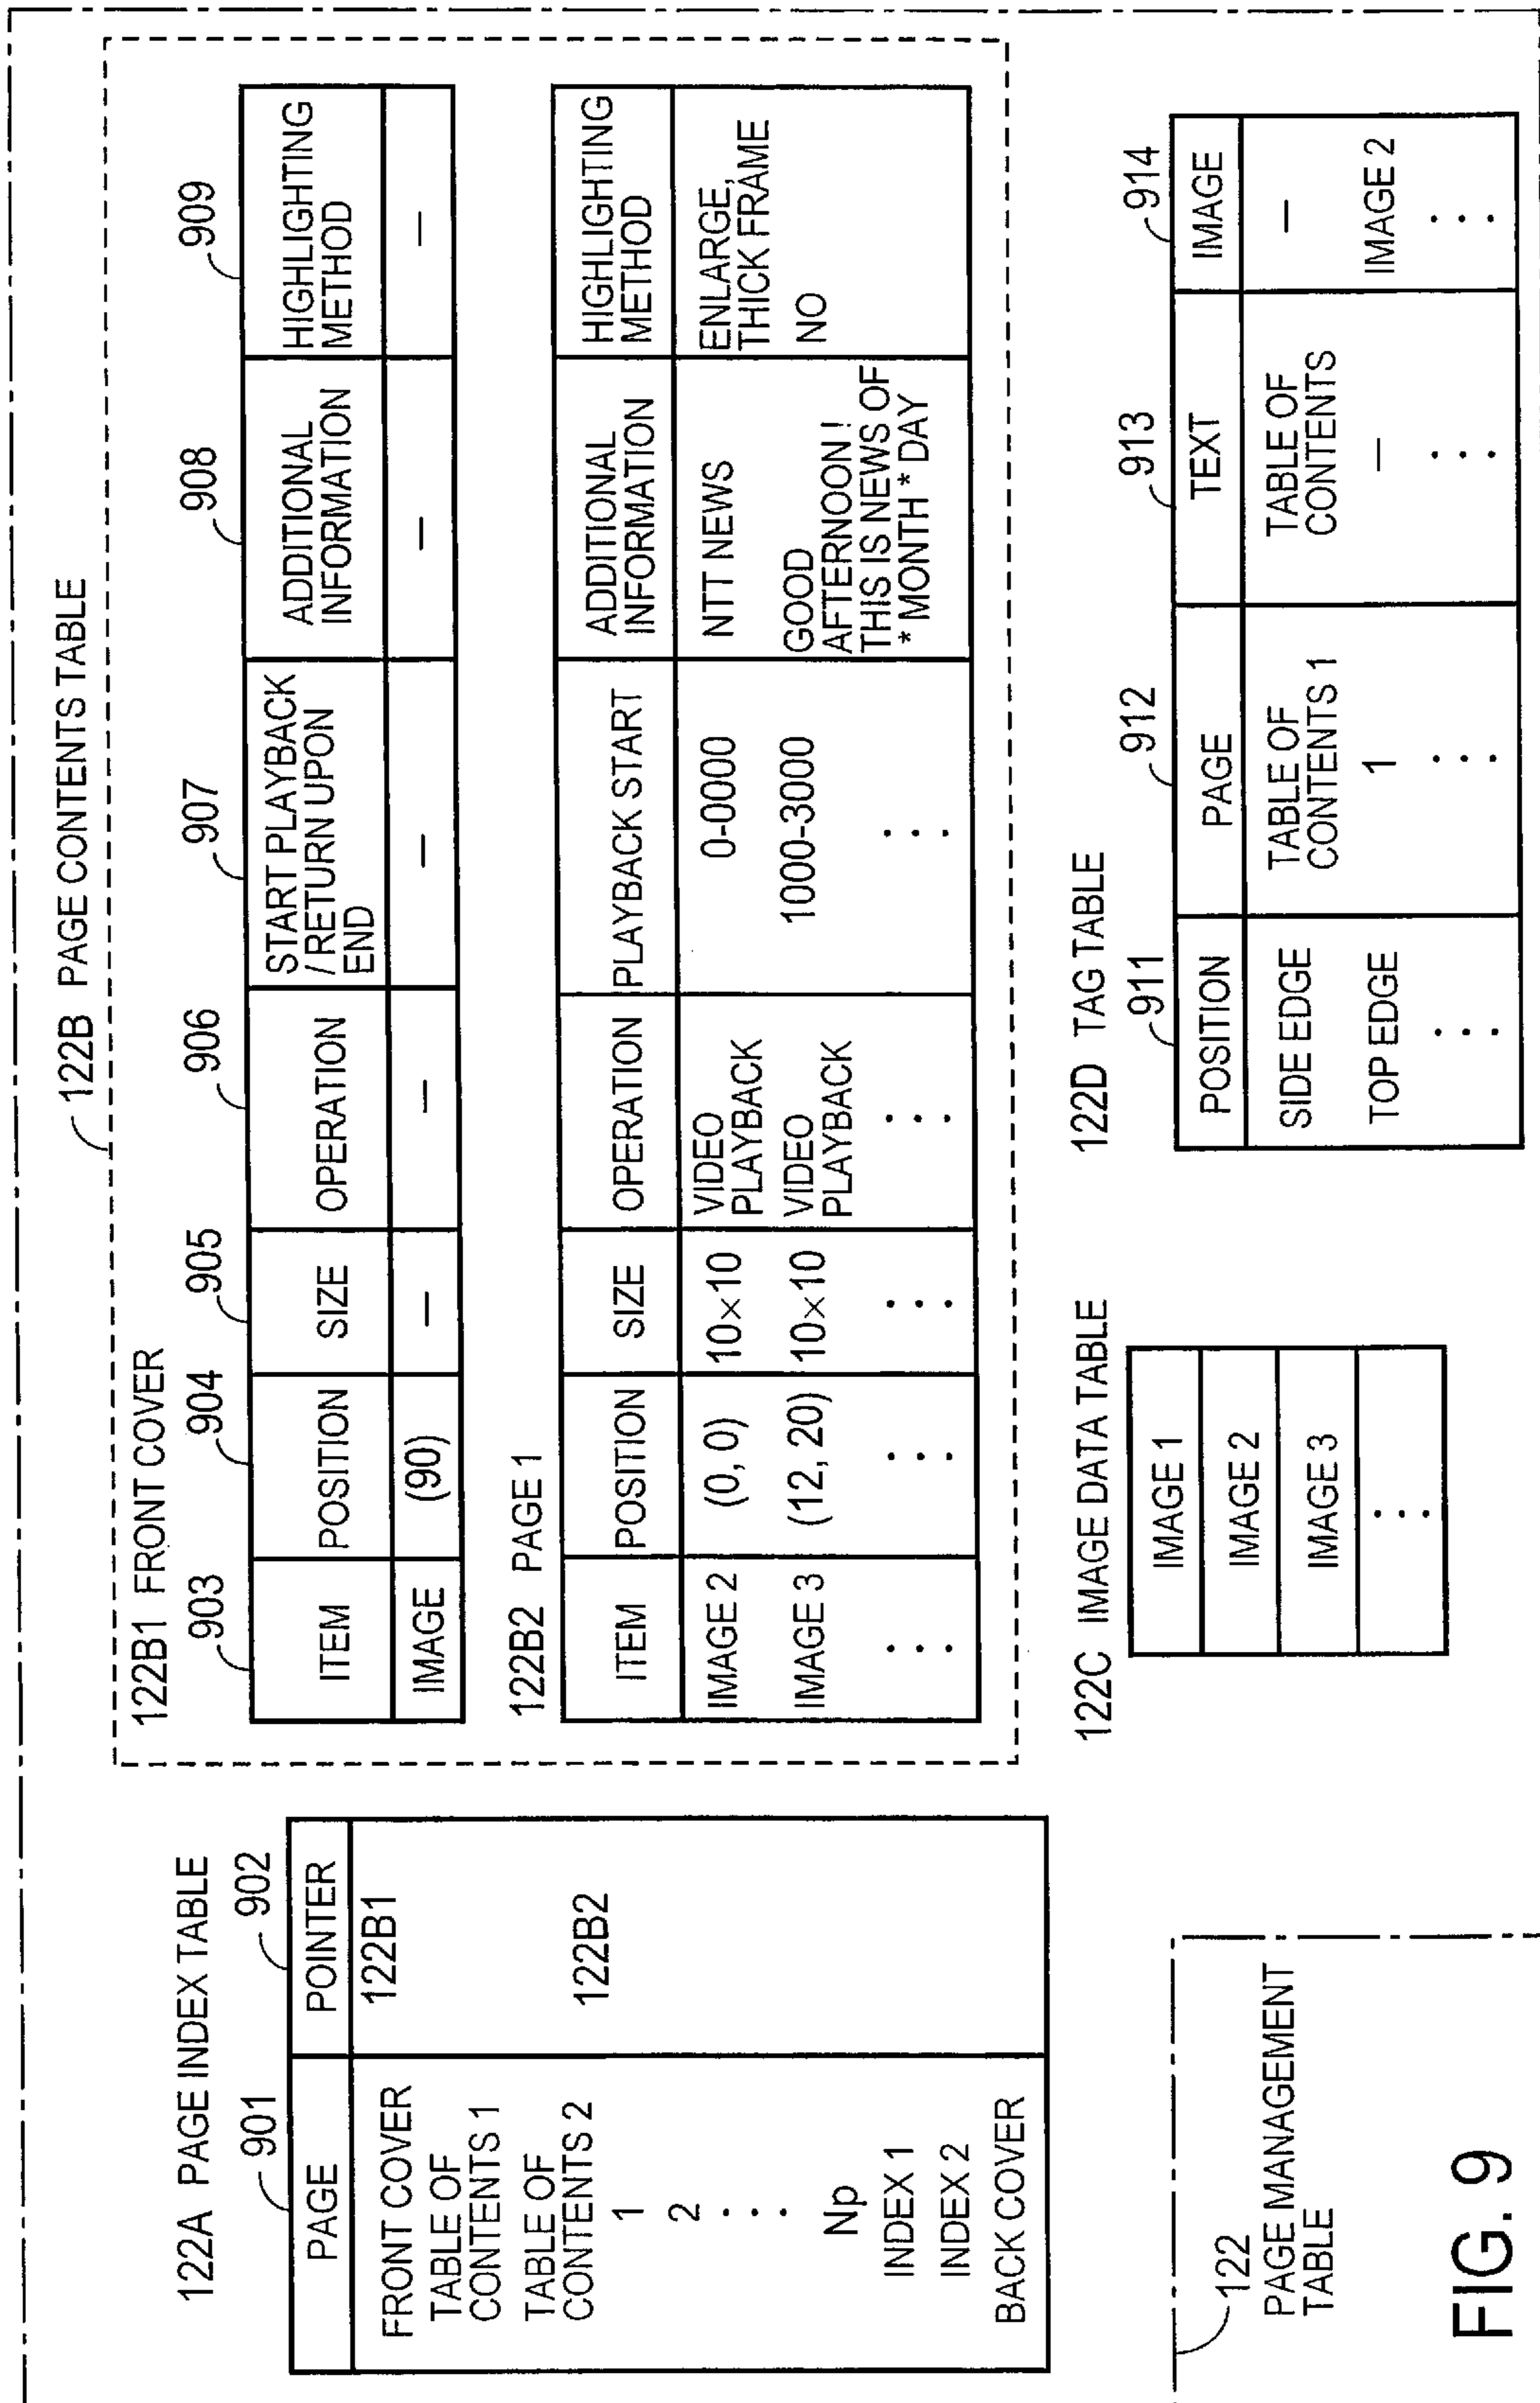 122A PAGE INDEX TABLE
901
902
PAGE POINTER
FRONT COVER 122B1
TABLE OF
CONTENTS 1
TABLE OF
CONTENTS 2 122B2
1
2
...
Np
INDEX 1
INDEX 2
BACK COVER
122B PAGE CONTENTS TABLE
122B1 FRONT COVER
903 904 905 906 907 908 909
ITEM POSITION SIZE OPERATION START PLAYBACK
/ RETURN UPON
END ADDITIONAL
INFORMATION HIGHLIGHTING
METHOD
IMAGE (90) – – – – –
122B2 PAGE 1
ITEM POSITION SIZE OPERATION PLAYBACK START ADDITIONAL
INFORMATION HIGHLIGHTING
METHOD
IMAGE 2 (0, 0) 10×10 VIDEO
PLAYBACK 0-0000 NTT NEWS ENLARGE,
THICK FRAME
IMAGE 3 (12, 20) 10×10 VIDEO
PLAYBACK 1000-3000 GOOD
AFTERNOON !
THIS IS NEWS OF
* MONTH * DAY NO
... ... ... ... ...
122C IMAGE DATA TABLE
IMAGE 1
IMAGE 2
IMAGE 3
...
122D TAG TABLE
911 912 913 914
POSITION PAGE TEXT IMAGE
SIDE EDGE TABLE OF
CONTENTS 1 TABLE OF
CONTENTS –
TOP EDGE 1 – IMAGE 2
... ... ... ...
122
PAGE MANAGEMENT
TABLE
FIG. 9